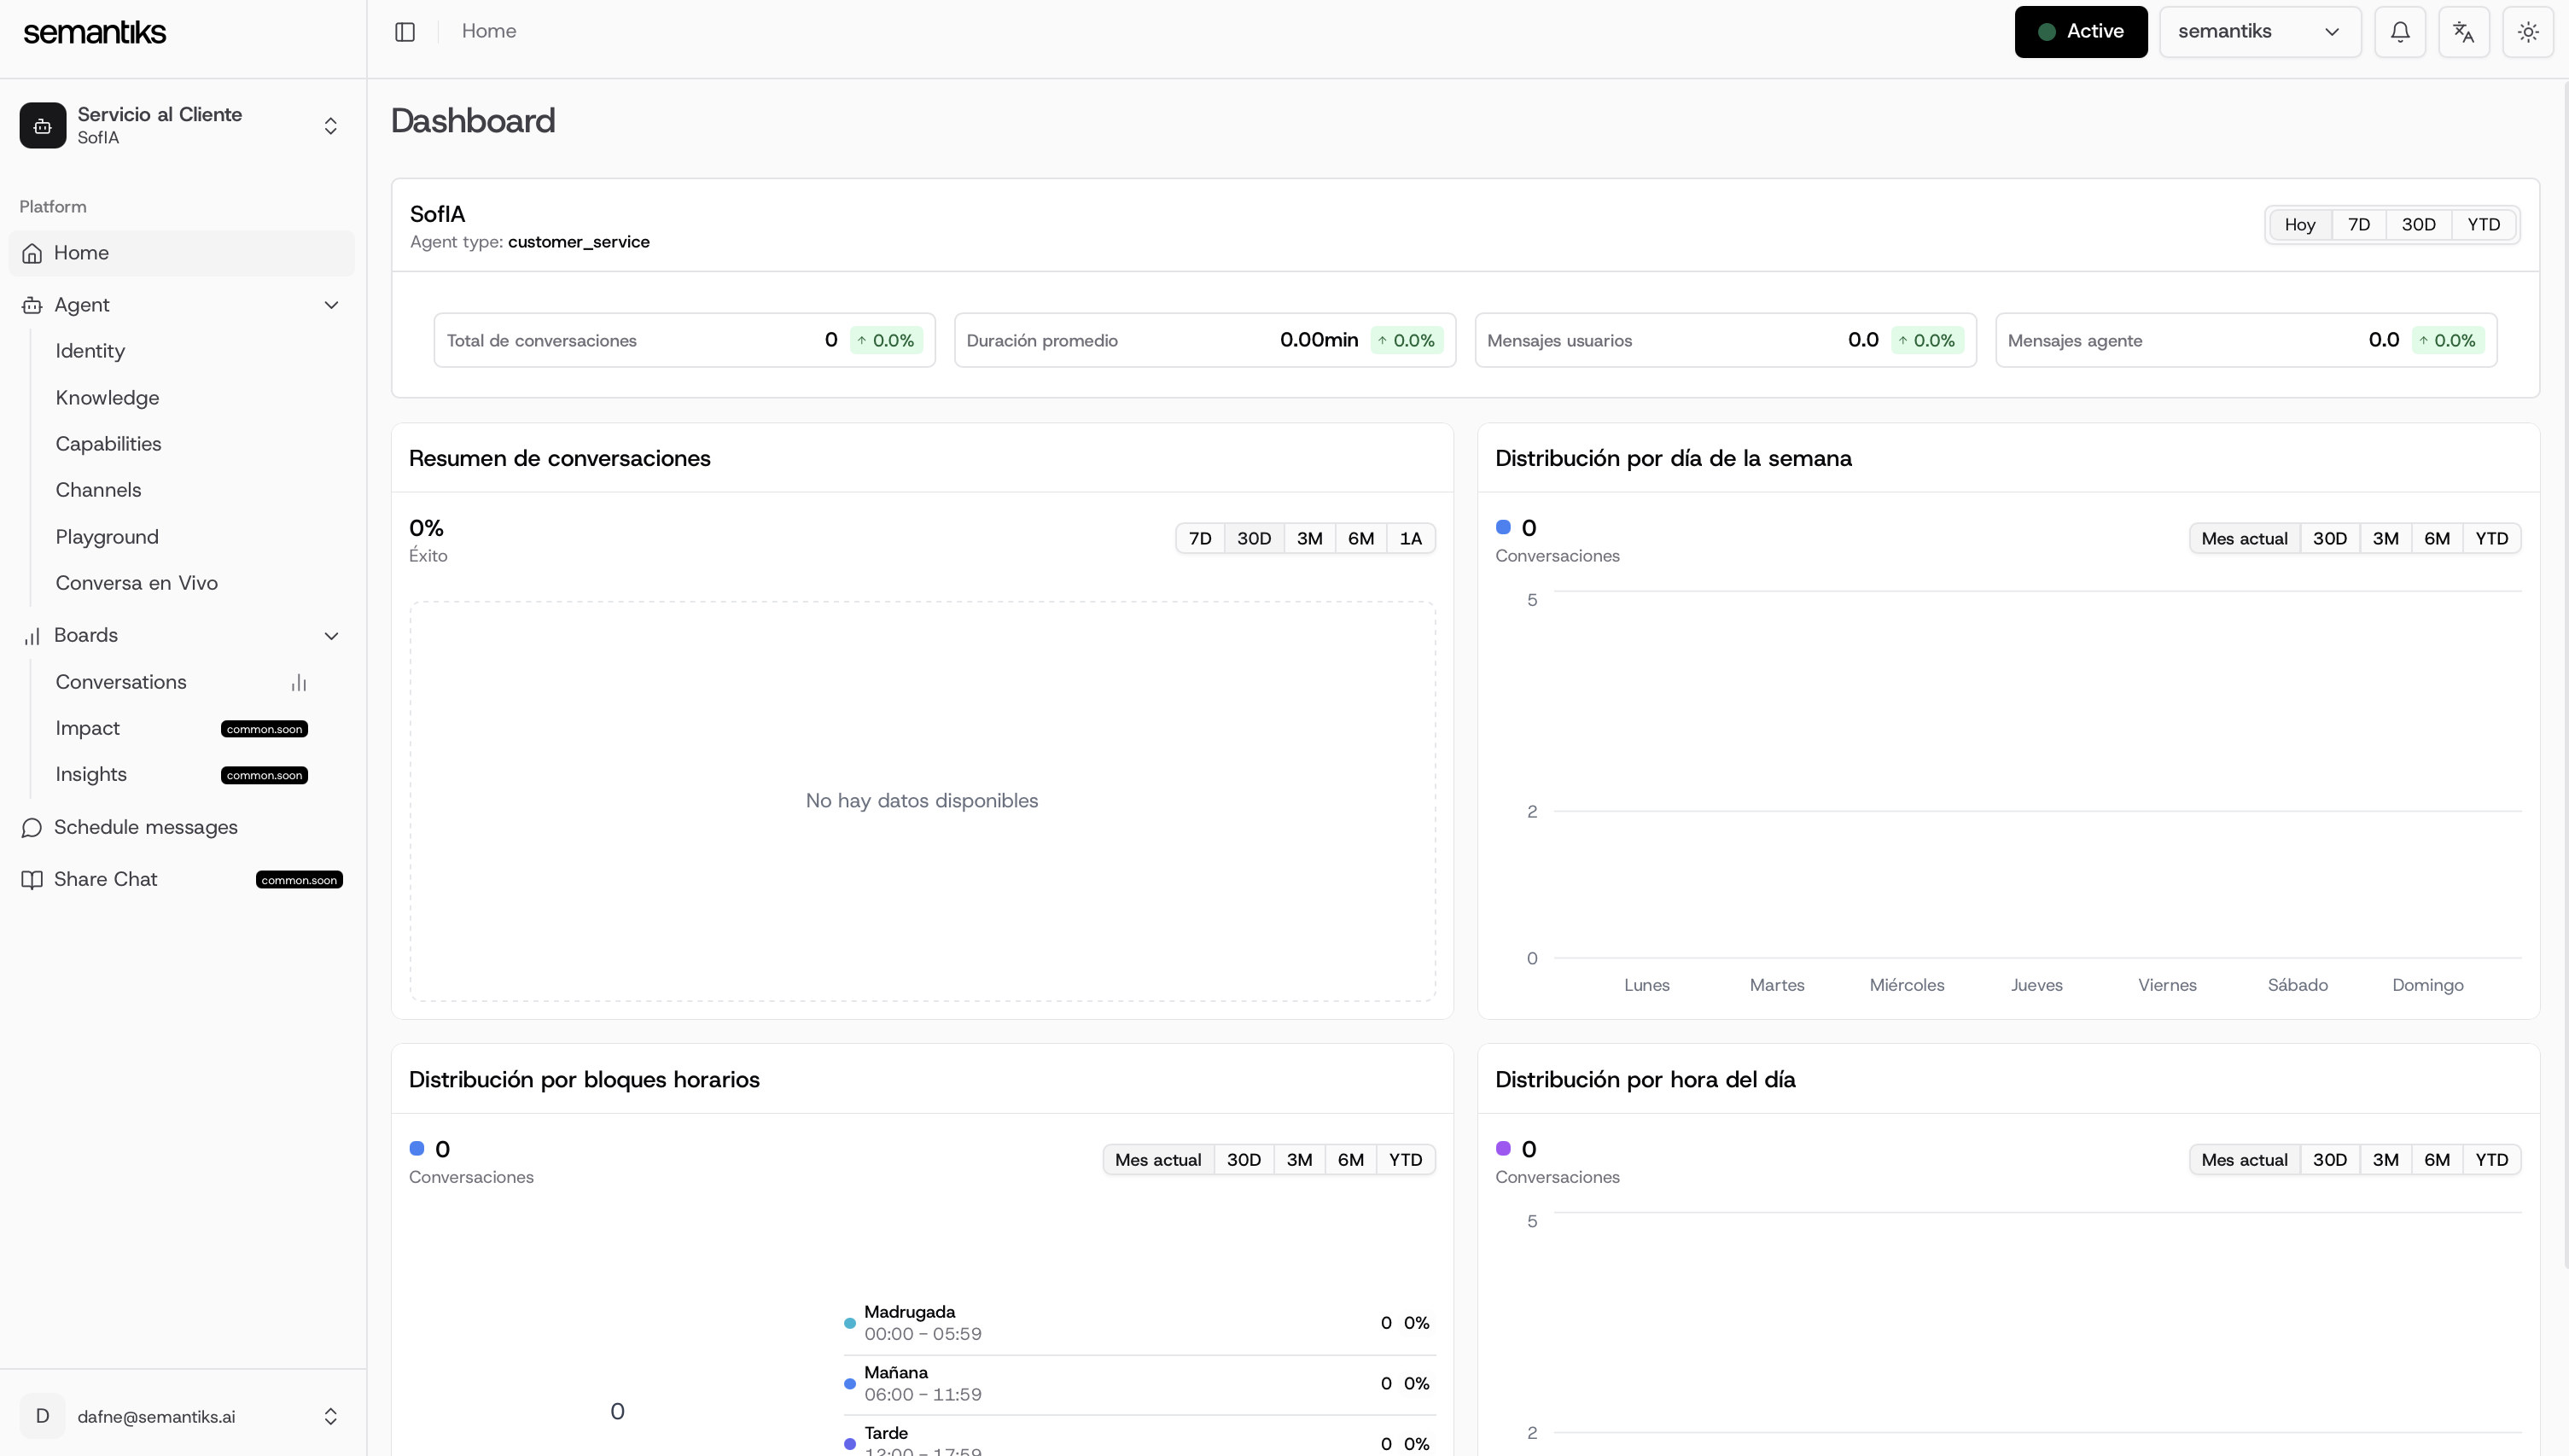 semantiks
Home
Active
semantiks
Servicio al Cliente
SofIA
Platform
Home
Agent
Identity
Knowledge
Capabilities
Channels
Playground
Conversa en Vivo
Boards
Conversations
Impact
common.soon
Insights
common.soon
Schedule messages
Share Chat
common.soon
D
dafne@semantiks.ai
Dashboard
SofIA
Agent type: customer_service
Hoy 7D 30D YTD
Total de conversaciones 0 ↑ 0.0%
Duración promedio 0.00min ↑ 0.0%
Mensajes usuarios 0.0 ↑ 0.0%
Mensajes agente 0.0 ↑ 0.0%
Resumen de conversaciones
0%
Éxito
7D 30D 3M 6M 1A
No hay datos disponibles
Distribución por día de la semana
0
Conversaciones
Mes actual 30D 3M 6M YTD
5
2
0
Lunes Martes Miércoles Jueves Viernes Sábado Domingo
Distribución por bloques horarios
0
Conversaciones
Mes actual 30D 3M 6M YTD
0
Madrugada
00:00 - 05:59
0 0%
Mañana
06:00 - 11:59
0 0%
Tarde
12:00 - 17:59
0 0%
Distribución por hora del día
0
Conversaciones
Mes actual 30D 3M 6M YTD
5
2